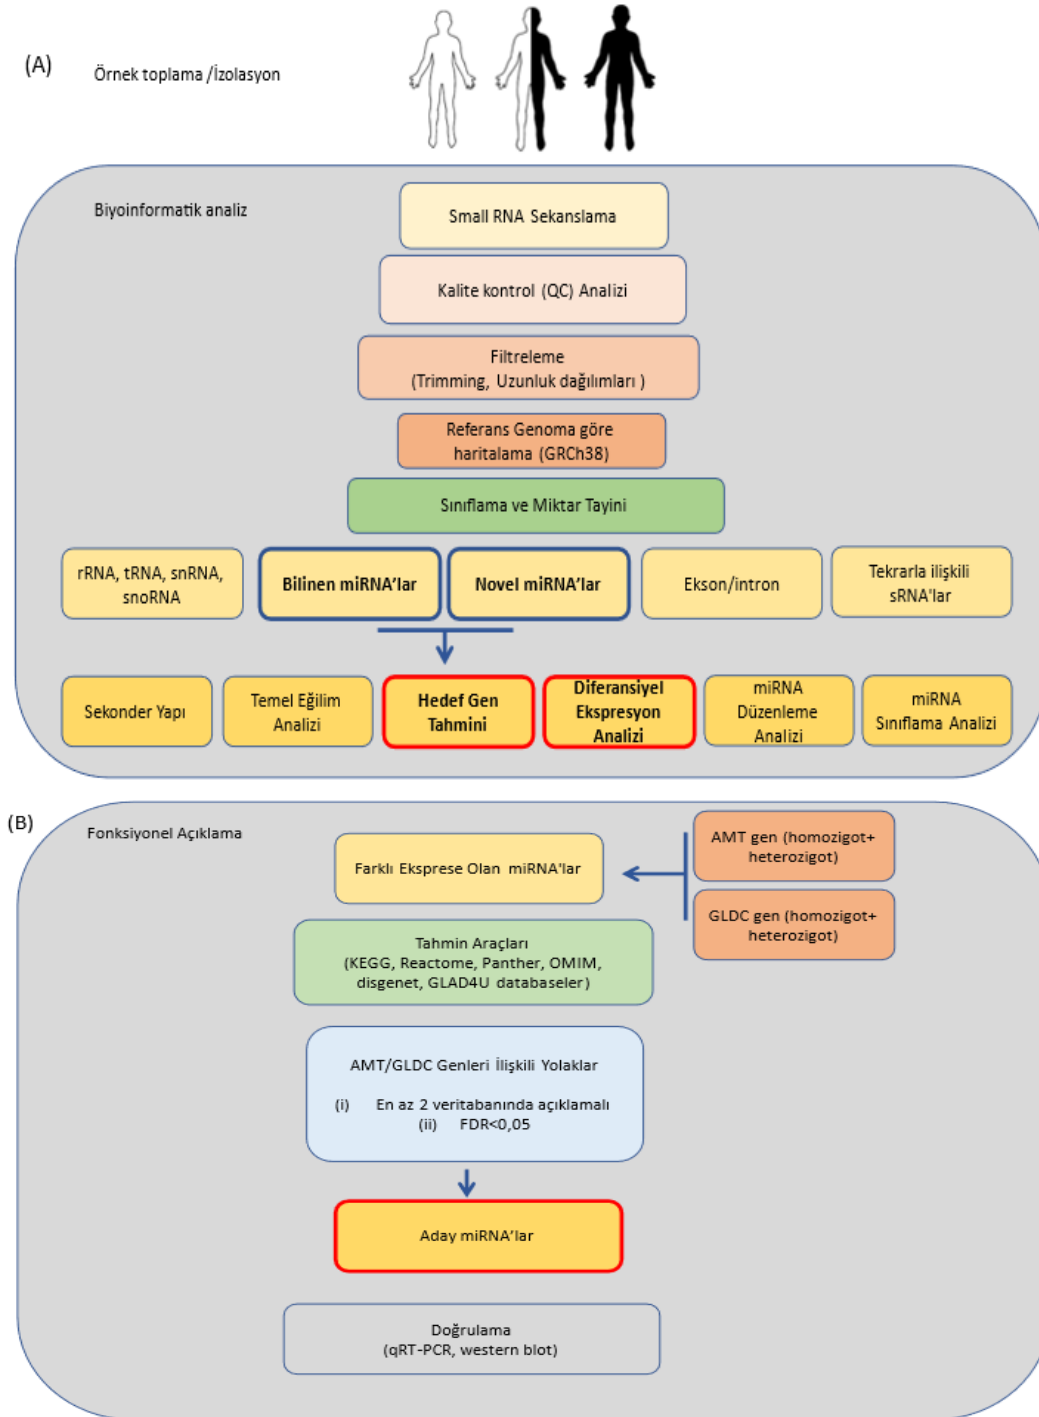 (A)
Örnek toplama /İzolasyon
Biyoinformatik analiz
Small RNA Sekanslama
Kalite kontrol (QC) Analizi
Filtreleme
(Trimming, Uzunluk dağılımları )
Referans Genoma göre
haritalama (GRCh38)
Sınıflama ve Miktar Tayini
rRNA, tRNA, snRNA,
snoRNA
Bilinen miRNA’lar
Novel miRNA’lar
Ekson/intron
Tekrarla ilişkili
sRNA'lar
Sekonder Yapı
Temel Eğilim
Analizi
Hedef Gen
Tahmini
Diferansiyel
Ekspresyon
Analizi
miRNA
Düzenleme
Analizi
miRNA
Sınıflama Analizi
(B)
Fonksiyonel Açıklama
Farklı Eksprese Olan miRNA'lar
AMT gen (homozigot+
heterozigot)
GLDC gen (homozigot+
heterozigot)
Tahmin Araçları
(KEGG, Reactome, Panther, OMIM,
disgenet, GLAD4U databaseler)
AMT/GLDC Genleri İlişkili Yolaklar
(i) En az 2 veritabanında açıklamalı
(ii) FDR<0,05
Aday miRNA’lar
Doğrulama
(qRT-PCR, western blot)